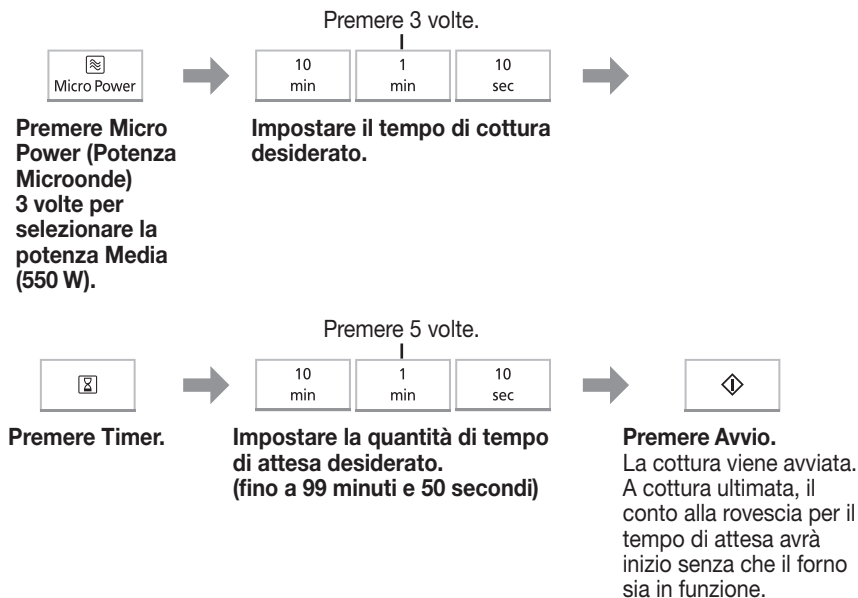 Premere 3 volte.
Micro Power
10
min
1
min
10
sec
Premere Micro
Power (Potenza
Microonde)
3 volte per
selezionare la
potenza Media
(550 W).
Impostare il tempo di cottura
desiderato.
Premere 5 volte.
10
min
1
min
10
sec
Premere Timer.
Impostare la quantità di tempo
di attesa desiderato.
(fino a 99 minuti e 50 secondi)
Premere Avvio.
La cottura viene avviata.
A cottura ultimata, il
conto alla rovescia per il
tempo di attesa avrà
inizio senza che il forno
sia in funzione.